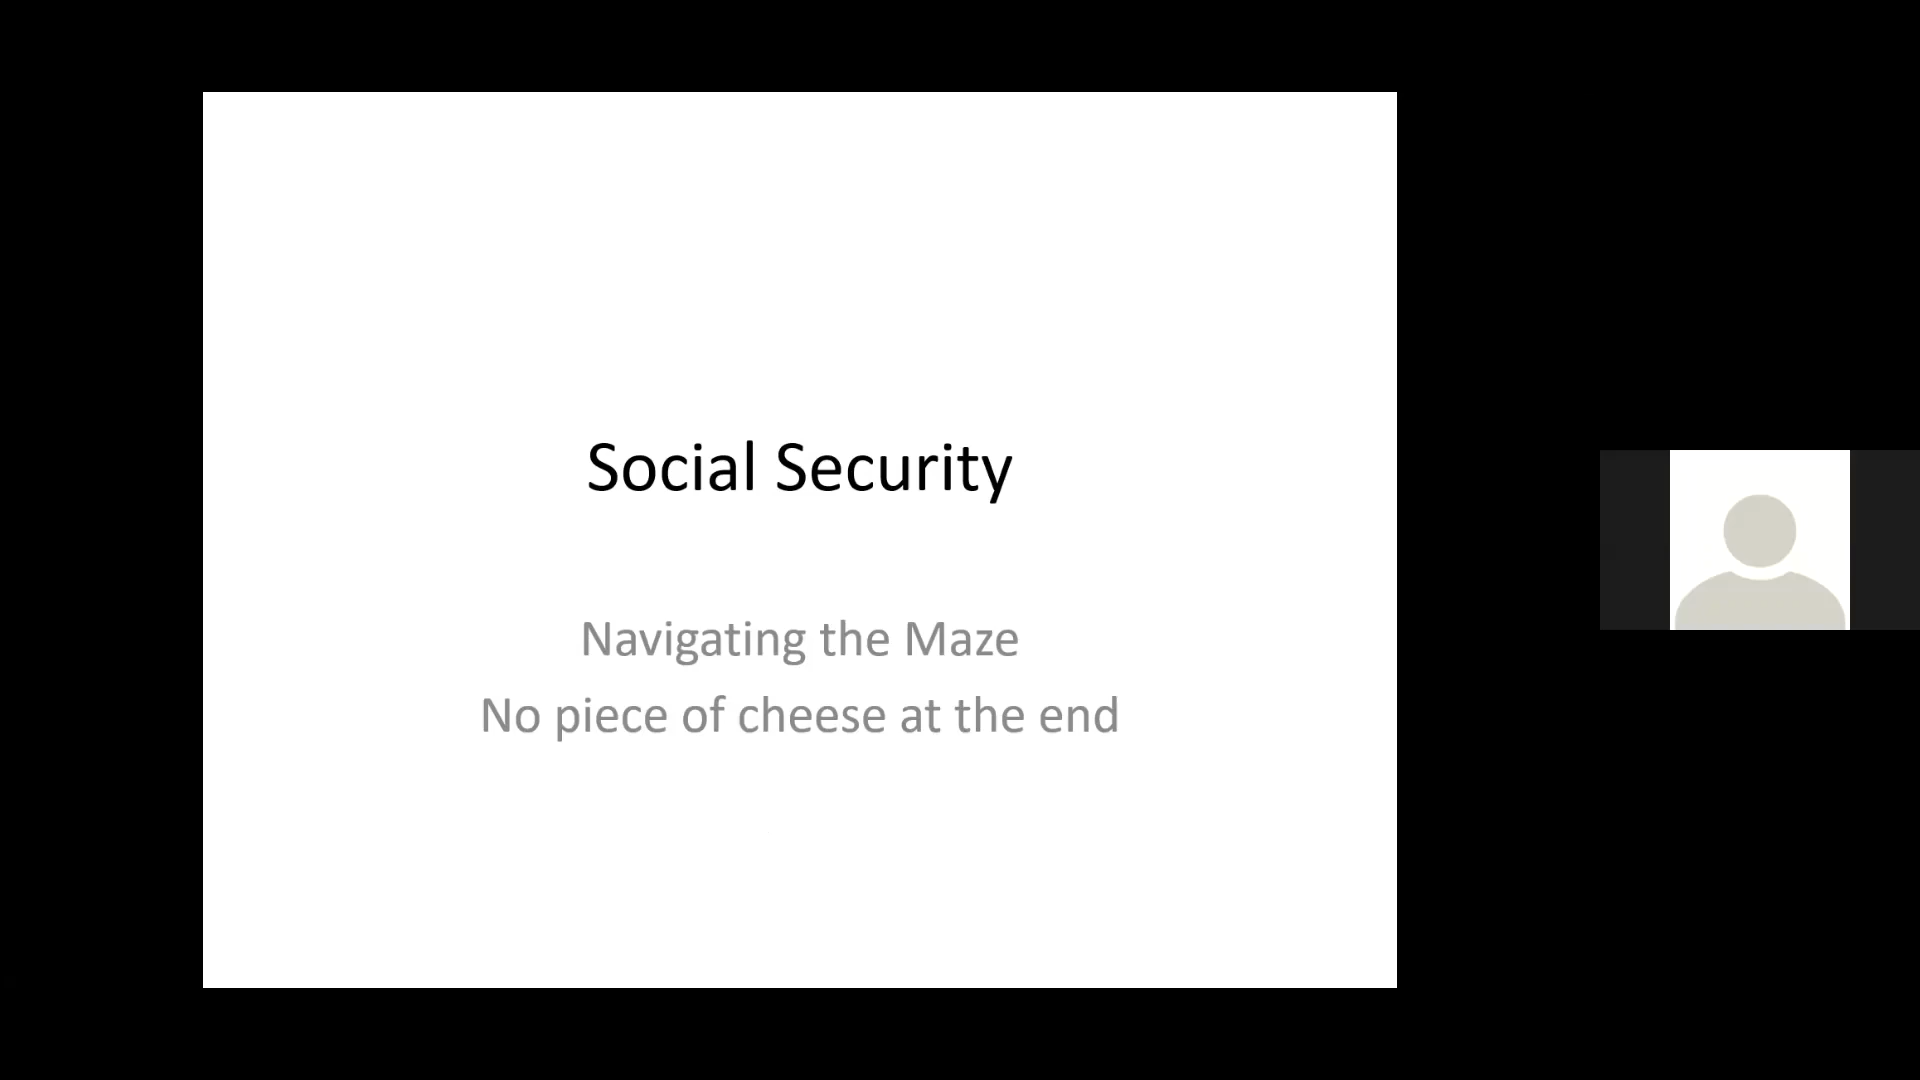 Social Security
Navigating the Maze
No piece of cheese at the end